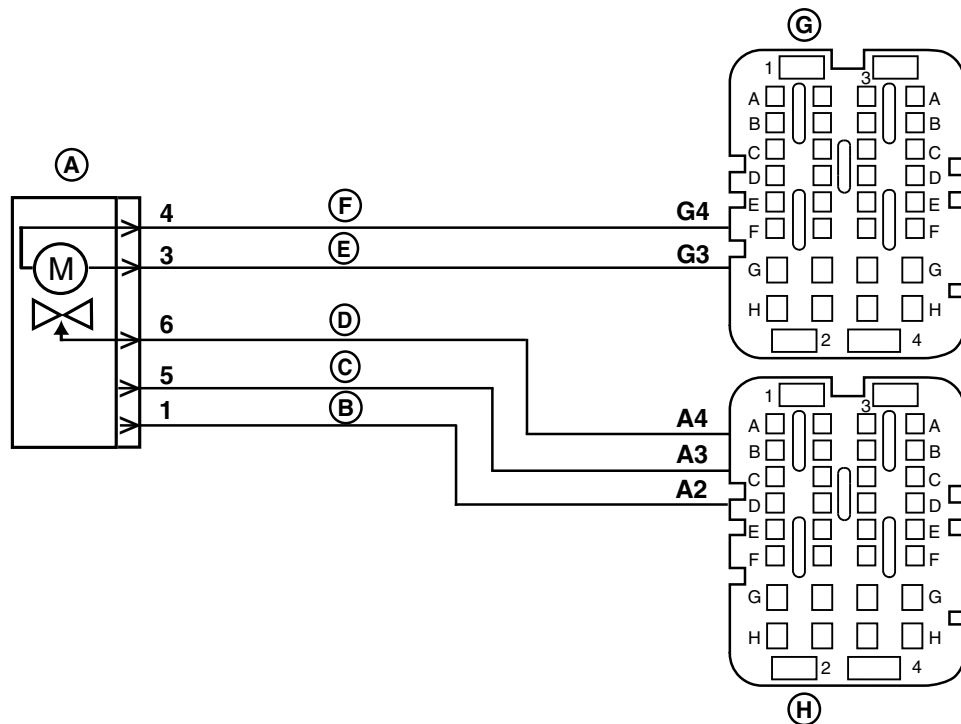 G
1 3
A A
B B
C C
D D
E E
F F
G G
H H
2 4
A
4 F G4
3 E G3
M
6 D
5 C
1 B
A4
A3
A2
1 3
A A
B B
C C
D D
E E
F F
G G
H H
2 4
H